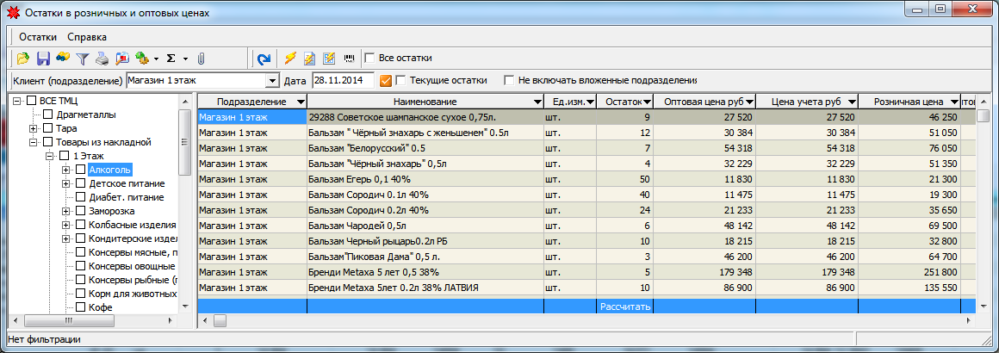 Остатки в розничных и оптовых ценах
Остатки Справка
Все остатки
Клиент (подразделение) Магазин 1 этаж Дата 28.11.2014 Текущие остатки Не включать вложенные подразделения
ВСЕ ТМЦ
Драгметаллы
Тара
Товары из накладной
1 Этаж
Алкоголь
Детское питание
Диабет. питание
Заморозка
Колбасные изделия
Кондитерские изде
Консервы мясные, п
Консервы овощные
Консервы рыбные (г
Корм для животных
Кофе
Подразделение Наименование Ед.изм. Остаток Оптовая цена руб Цена учета руб Розничная цена
Магазин 1 этаж 29288 Советское шампанское сухое 0,75л. шт. 9 27 520 27 520 46 250
Магазин 1 этаж Бальзам " Чёрный знахарь с женьшенем" 0.5л шт. 12 30 384 30 384 51 050
Магазин 1 этаж Бальзам "Белорусский" 0.5 шт. 7 54 318 54 318 76 050
Магазин 1 этаж Бальзам "Чёрный знахарь" 0,5л шт. 4 32 229 32 229 51 350
Магазин 1 этаж Бальзам Егерь 0,1 40% шт. 50 11 830 11 830 21 300
Магазин 1 этаж Бальзам Сородич 0.1л 40% шт. 40 11 475 11 475 19 300
Магазин 1 этаж Бальзам Сородич 0.2л 40% шт. 24 21 233 21 233 35 650
Магазин 1 этаж Бальзам Чародей 0,5л шт. 6 48 142 48 142 69 500
Магазин 1 этаж Бальзам Черный рыцарь0.2л РБ шт. 10 18 215 18 215 32 800
Магазин 1 этаж Бальзам"Пиковая Дама" 0,5 л. шт. 3 46 200 46 200 64 700
Магазин 1 этаж Бренди Metaxa 5 лет 0,5 38% шт. 5 179 348 179 348 251 800
Магазин 1 этаж Бренди Metaxa 5лет 0.2л 38% ЛАТВИЯ шт. 10 86 900 86 900 135 550
Рассчитать
Нет фильтрации